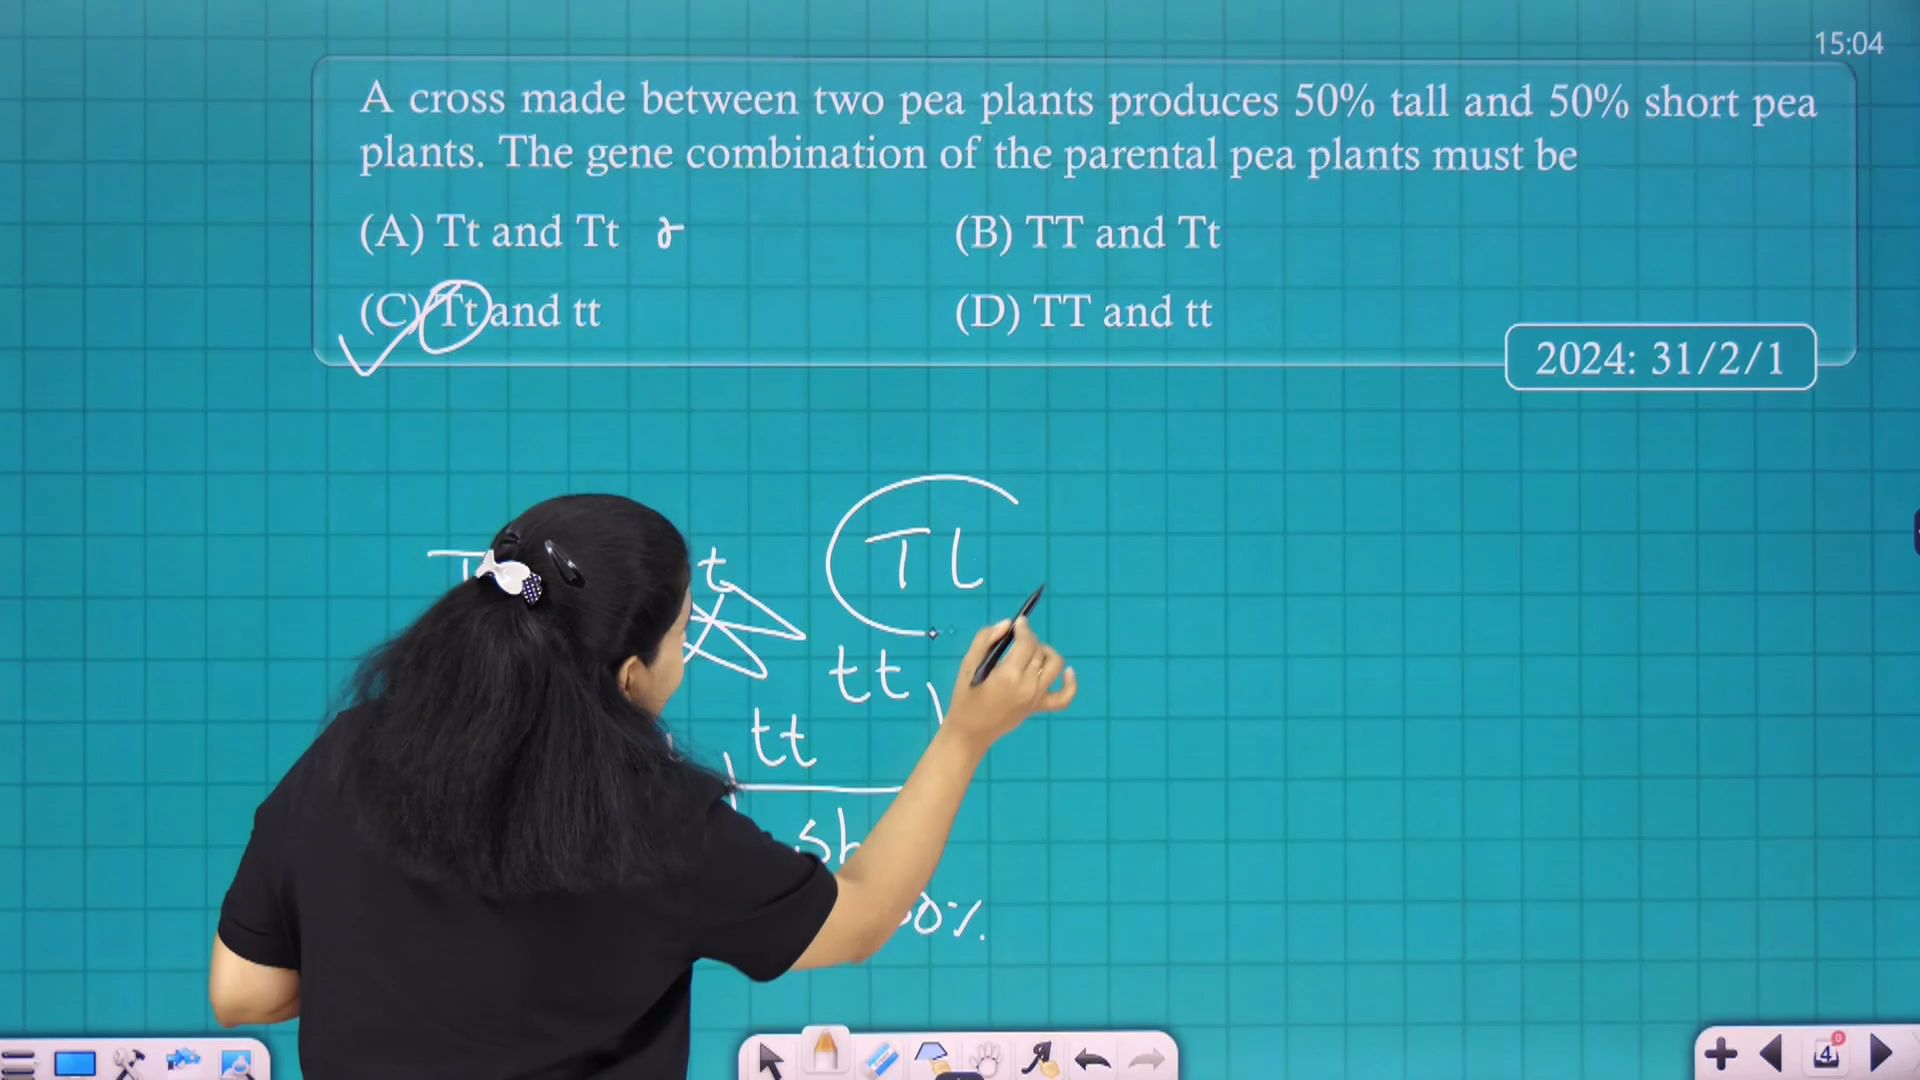 15:04
A cross made between two pea plants produces 50% tall and 50% short pea
plants. The gene combination of the parental pea plants must be
(A) Tt and Tt
(B) TT and Tt
(C) Tt and tt
(D) TT and tt
2024: 31/2/1
t
tt
tt
4
0